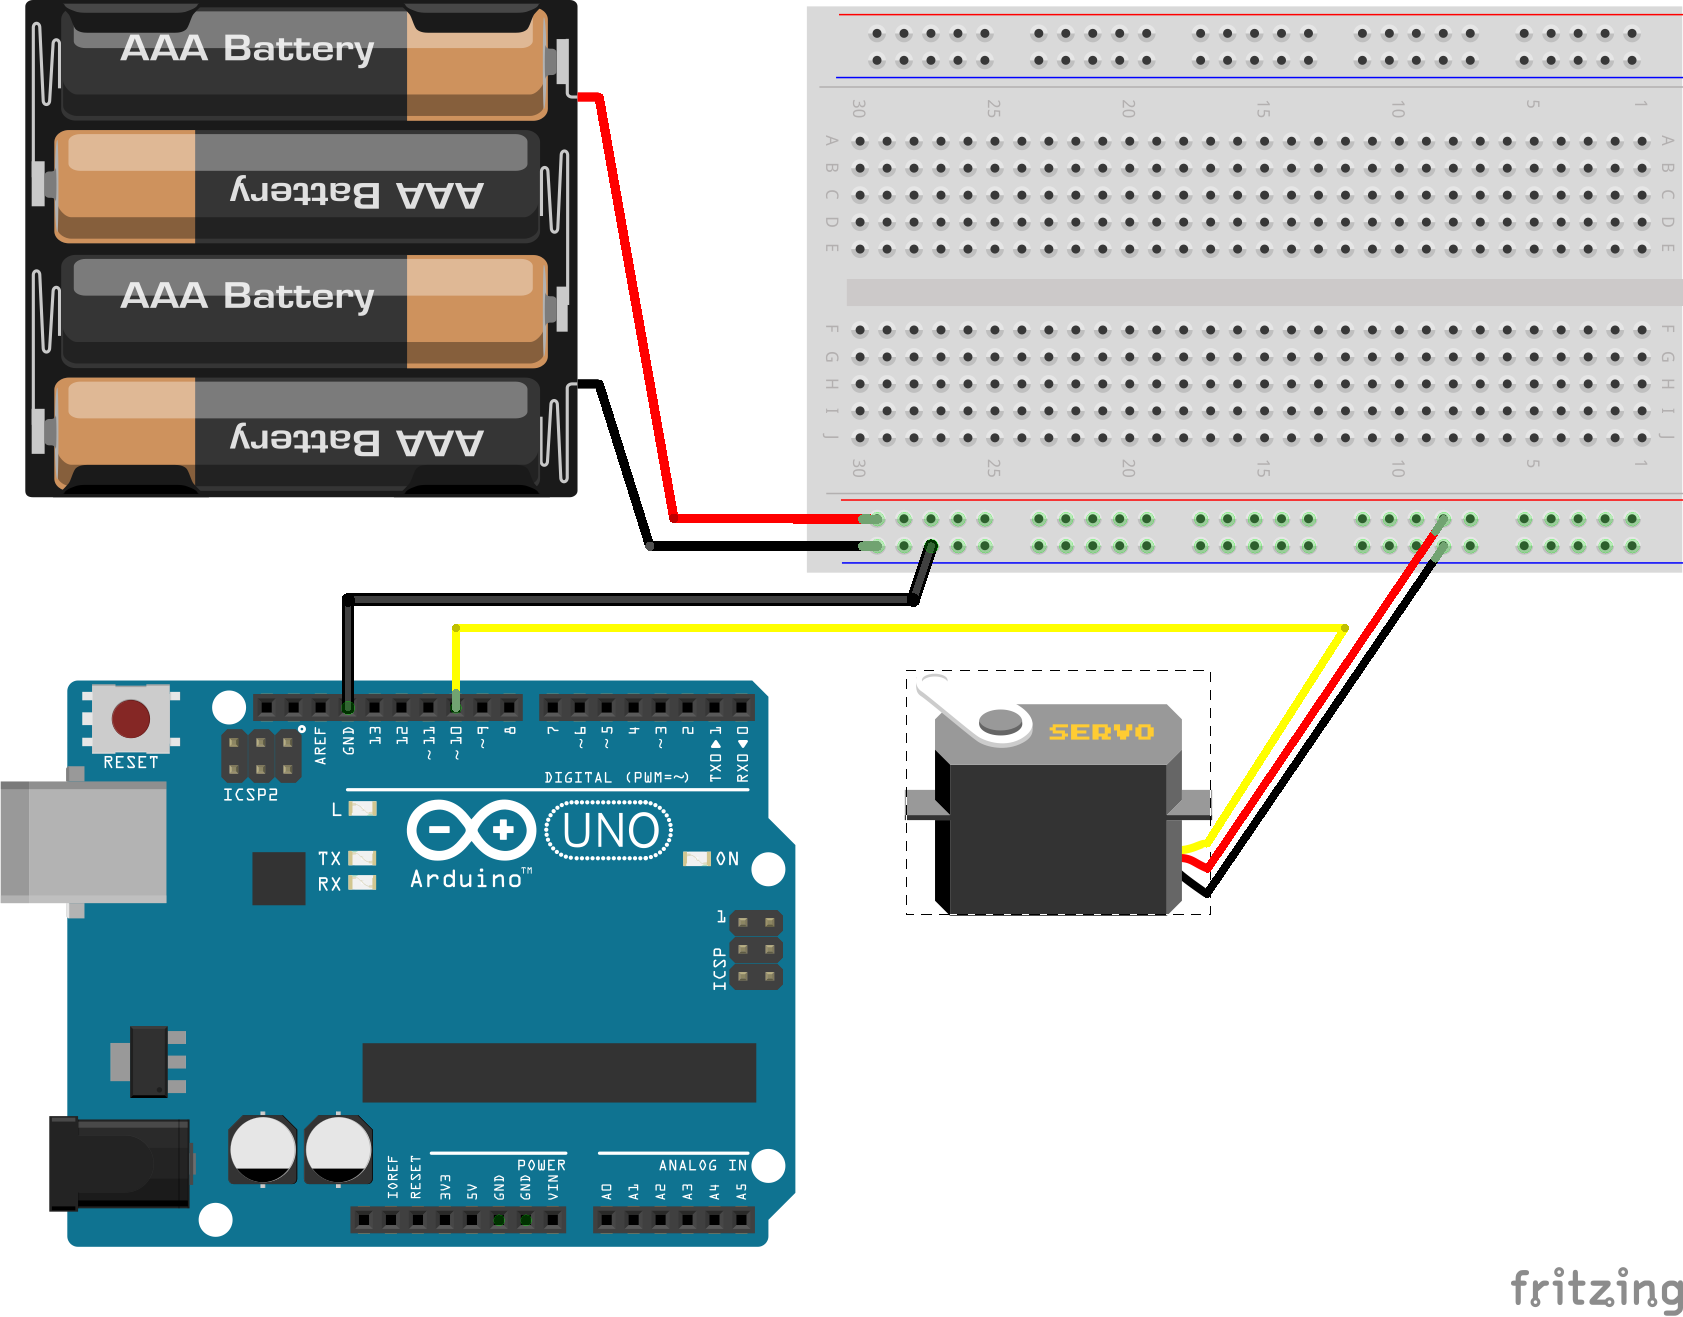 AAA Battery
AAA Battery
AAA Battery
AAA Battery
30 25 20 15 10 5 1
A A
B B
C C
D D
E E
F F
G G
H H
I I
J J
30 25 20 15 10 5 1
RESET
ICSP2
AREF
GND
13
12
~11
~10
~9
8
7
~6
~5
4
~3
2
TX0▶1
RX0◀0
DIGITAL (PWM=~)
L
TX
RX
Arduino™
UNO
ON
1
ICSP
SERVO
IOREF
RESET
3V3
5V
GND
GND
VIN
POWER
A0
A1
A2
A3
A4
A5
ANALOG IN
fritzing